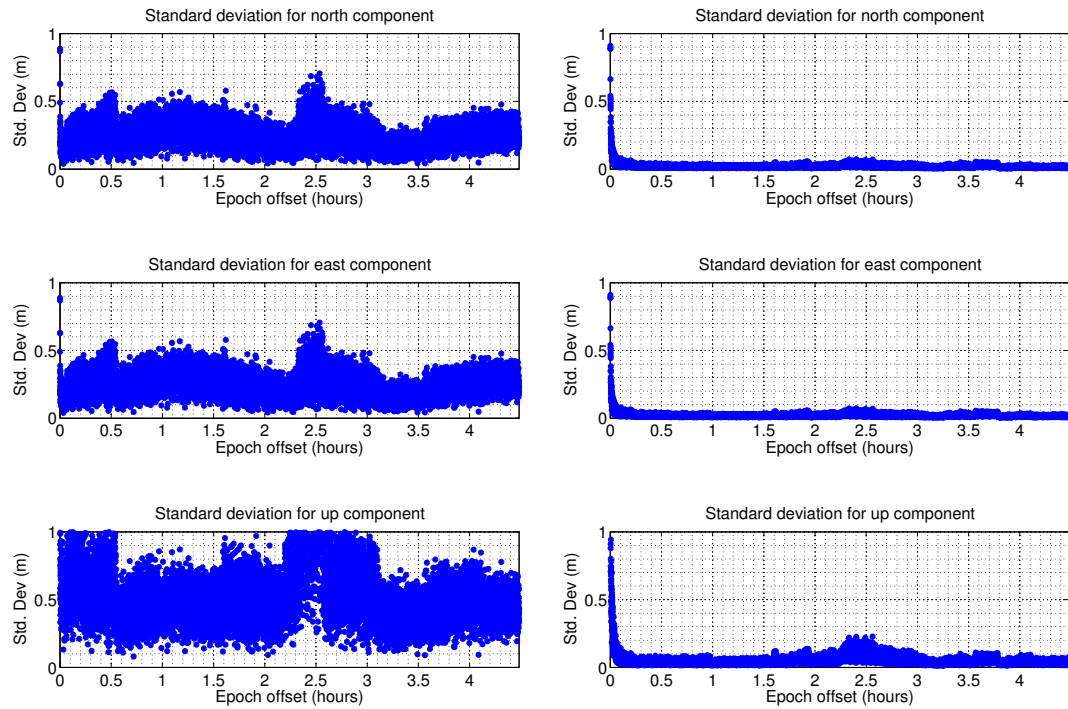 Standard deviation for north component
1
0.5
0
Std. Dev (m)
0 0.5 1 1.5 2 2.5 3 3.5 4
Epoch offset (hours)
Standard deviation for north component
1
0.5
0
Std. Dev (m)
0 0.5 1 1.5 2 2.5 3 3.5 4
Epoch offset (hours)
Standard deviation for east component
1
0.5
0
Std. Dev (m)
0 0.5 1 1.5 2 2.5 3 3.5 4
Epoch offset (hours)
Standard deviation for east component
1
0.5
0
Std. Dev (m)
0 0.5 1 1.5 2 2.5 3 3.5 4
Epoch offset (hours)
Standard deviation for up component
1
0.5
0
Std. Dev (m)
0 0.5 1 1.5 2 2.5 3 3.5 4
Epoch offset (hours)
Standard deviation for up component
1
0.5
0
Std. Dev (m)
0 0.5 1 1.5 2 2.5 3 3.5 4
Epoch offset (hours)